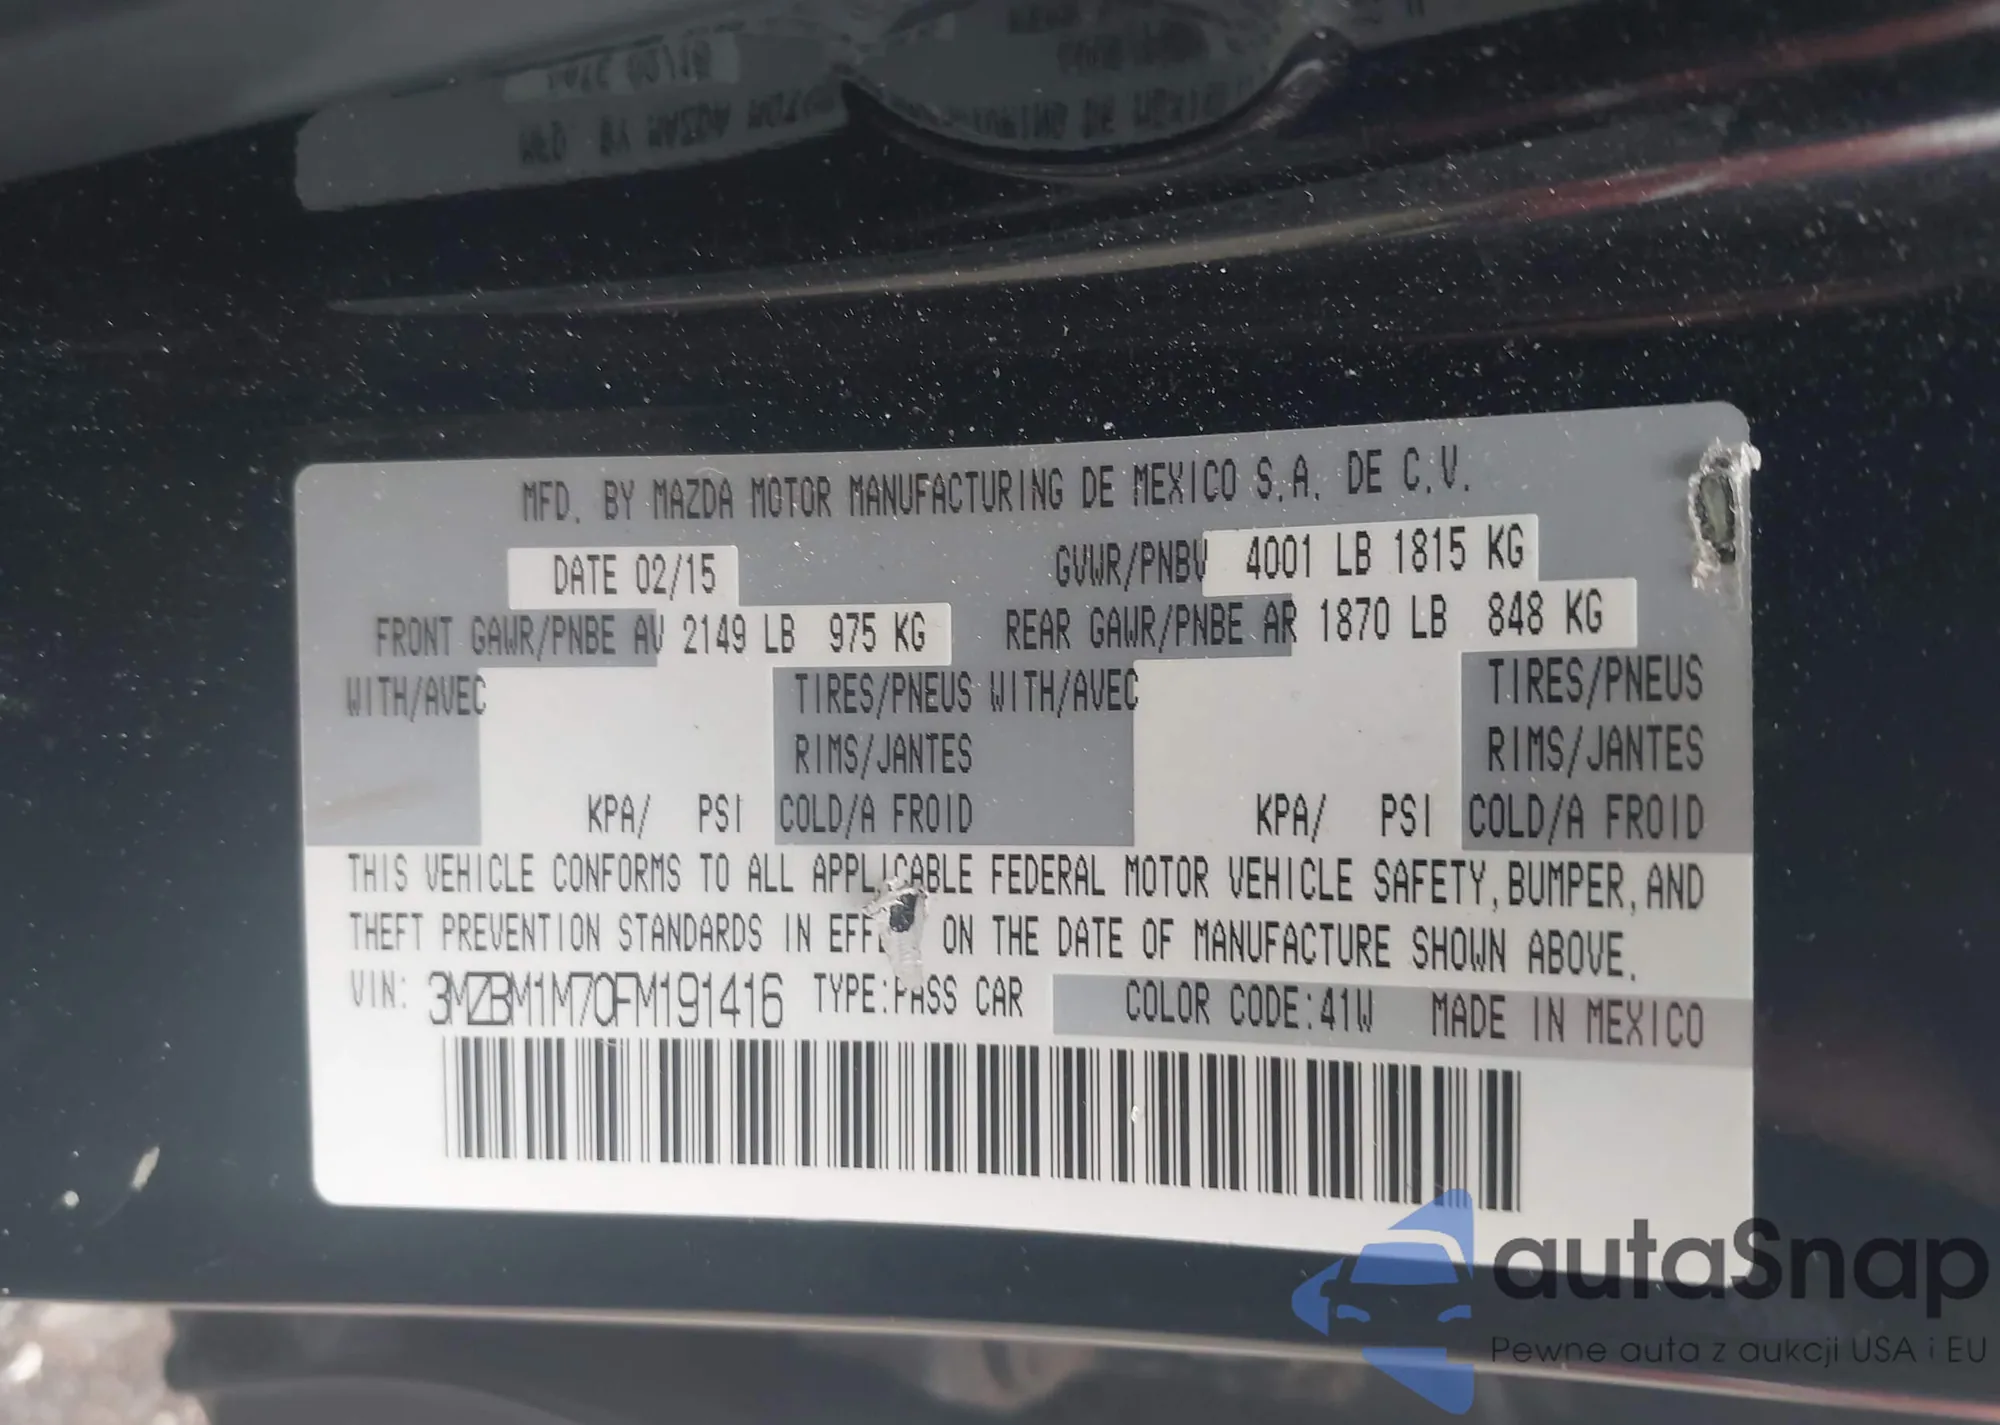 MFD. BY MAZDA MOTOR MANUFACTURING DE MEXICO S.A. DE C.V.
DATE 02/15 GVWR/PNBV 4001 LB 1815 KG
FRONT GAWR/PNBE AV 2149 LB 975 KG REAR GAWR/PNBE AR 1870 LB 848 KG
WITH/AVEC TIRES/PNEUS WITH/AVEC TIRES/PNEUS
RIMS/JANTES RIMS/JANTES
KPA/ PSI COLD/A FROID KPA/ PSI COLD/A FROID
THIS VEHICLE CONFORMS TO ALL APPLICABLE FEDERAL MOTOR VEHICLE SAFETY, BUMPER, AND
THEFT PREVENTION STANDARDS IN EFFECT ON THE DATE OF MANUFACTURE SHOWN ABOVE.
VIN: 3MZBM1M70FM191416 TYPE:PASS CAR COLOR CODE:41W MADE IN MEXICO
autaSnap
Pewne auta z aukcji USA i EU